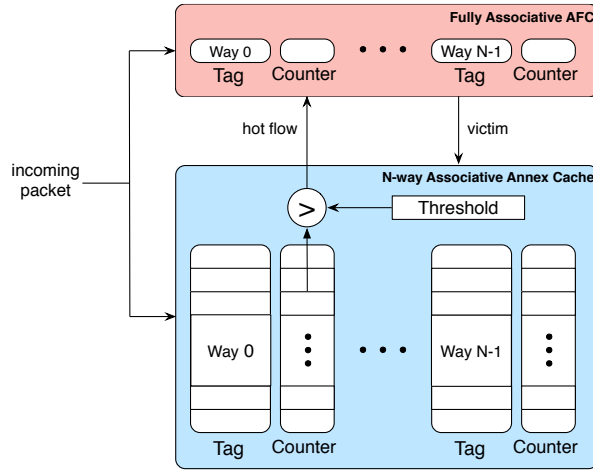 Fully Associative AFC
Way 0
Way N-1
Tag
Counter
Tag
Counter
hot flow
victim
incoming
packet
N-way Associative Annex Cache
>
Threshold
Way 0
Way N-1
Tag
Counter
Tag
Counter